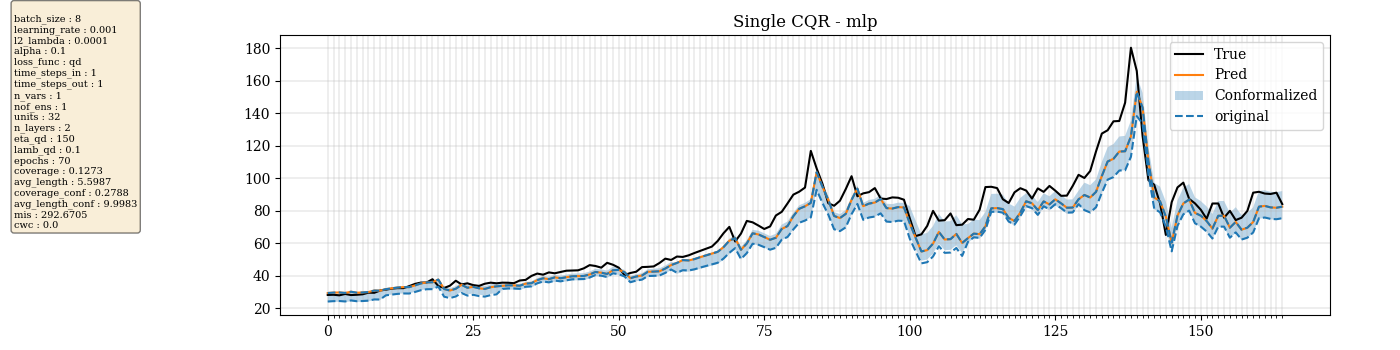 batch_size : 8
learning_rate : 0.001
l2_lambda : 0.0001
alpha : 0.1
loss_func : qd
time_steps_in : 1
time_steps_out : 1
n_vars : 1
nof_ens : 1
units : 32
n_layers : 2
eta_qd : 150
lamb_qd : 0.1
epochs : 70
coverage : 0.1273
avg_length : 5.5987
coverage_conf : 0.2788
avg_length_conf : 9.9983
mis : 292.6705
cwc : 0.0
Single CQR - mlp
180
160
140
120
100
80
60
40
20
0 25 50 75 100 125 150
True
Pred
Conformalized
original